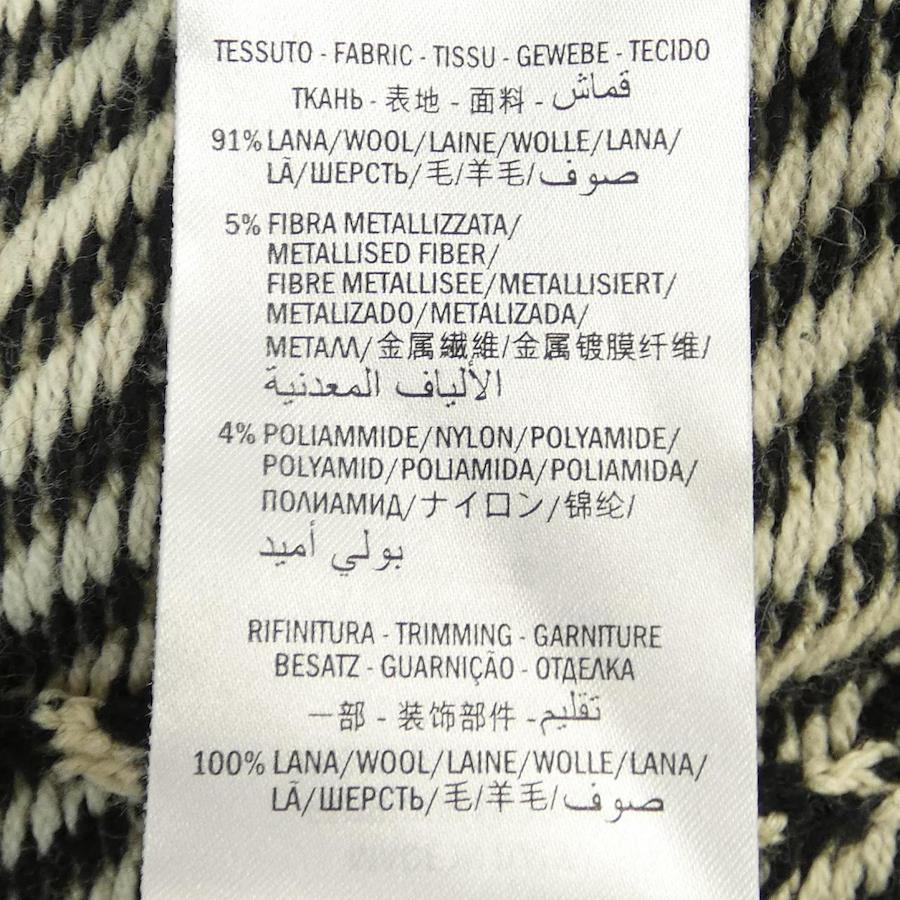 TESSUTO - FABRIC - TISSU - GEWEBE - TECIDO
ТКАНЬ - 表地 - 面料 - قماش
91% LANA/WOOL/LAINE/WOLLE/LANA/
LÃ/ШЕРСТЬ/毛/羊毛/صوف
5% FIBRA METALLIZZATA/
METALLISED FIBER/
FIBRE METALLISEE/METALLISIERT/
METALIZADO/METALIZADA/
МЕТАЛЛ/金属繊維/金属镀膜纤维/
الألياف المعدنية
4% POLIAMMIDE/NYLON/POLYAMIDE/
POLYAMID/POLIAMIDA/POLIAMIDA/
ПОЛИАМИД/ナイロン/锦纶/
بولي أميد
RIFINITURA - TRIMMING - GARNITURE
BESATZ - GUARNIÇÃO - ОТДЕЛКА
一部 - 装饰部件 - تقليم
100% LANA/WOOL/LAINE/WOLLE/LANA/
LÃ/ШЕРСТЬ/毛/羊毛/صوف